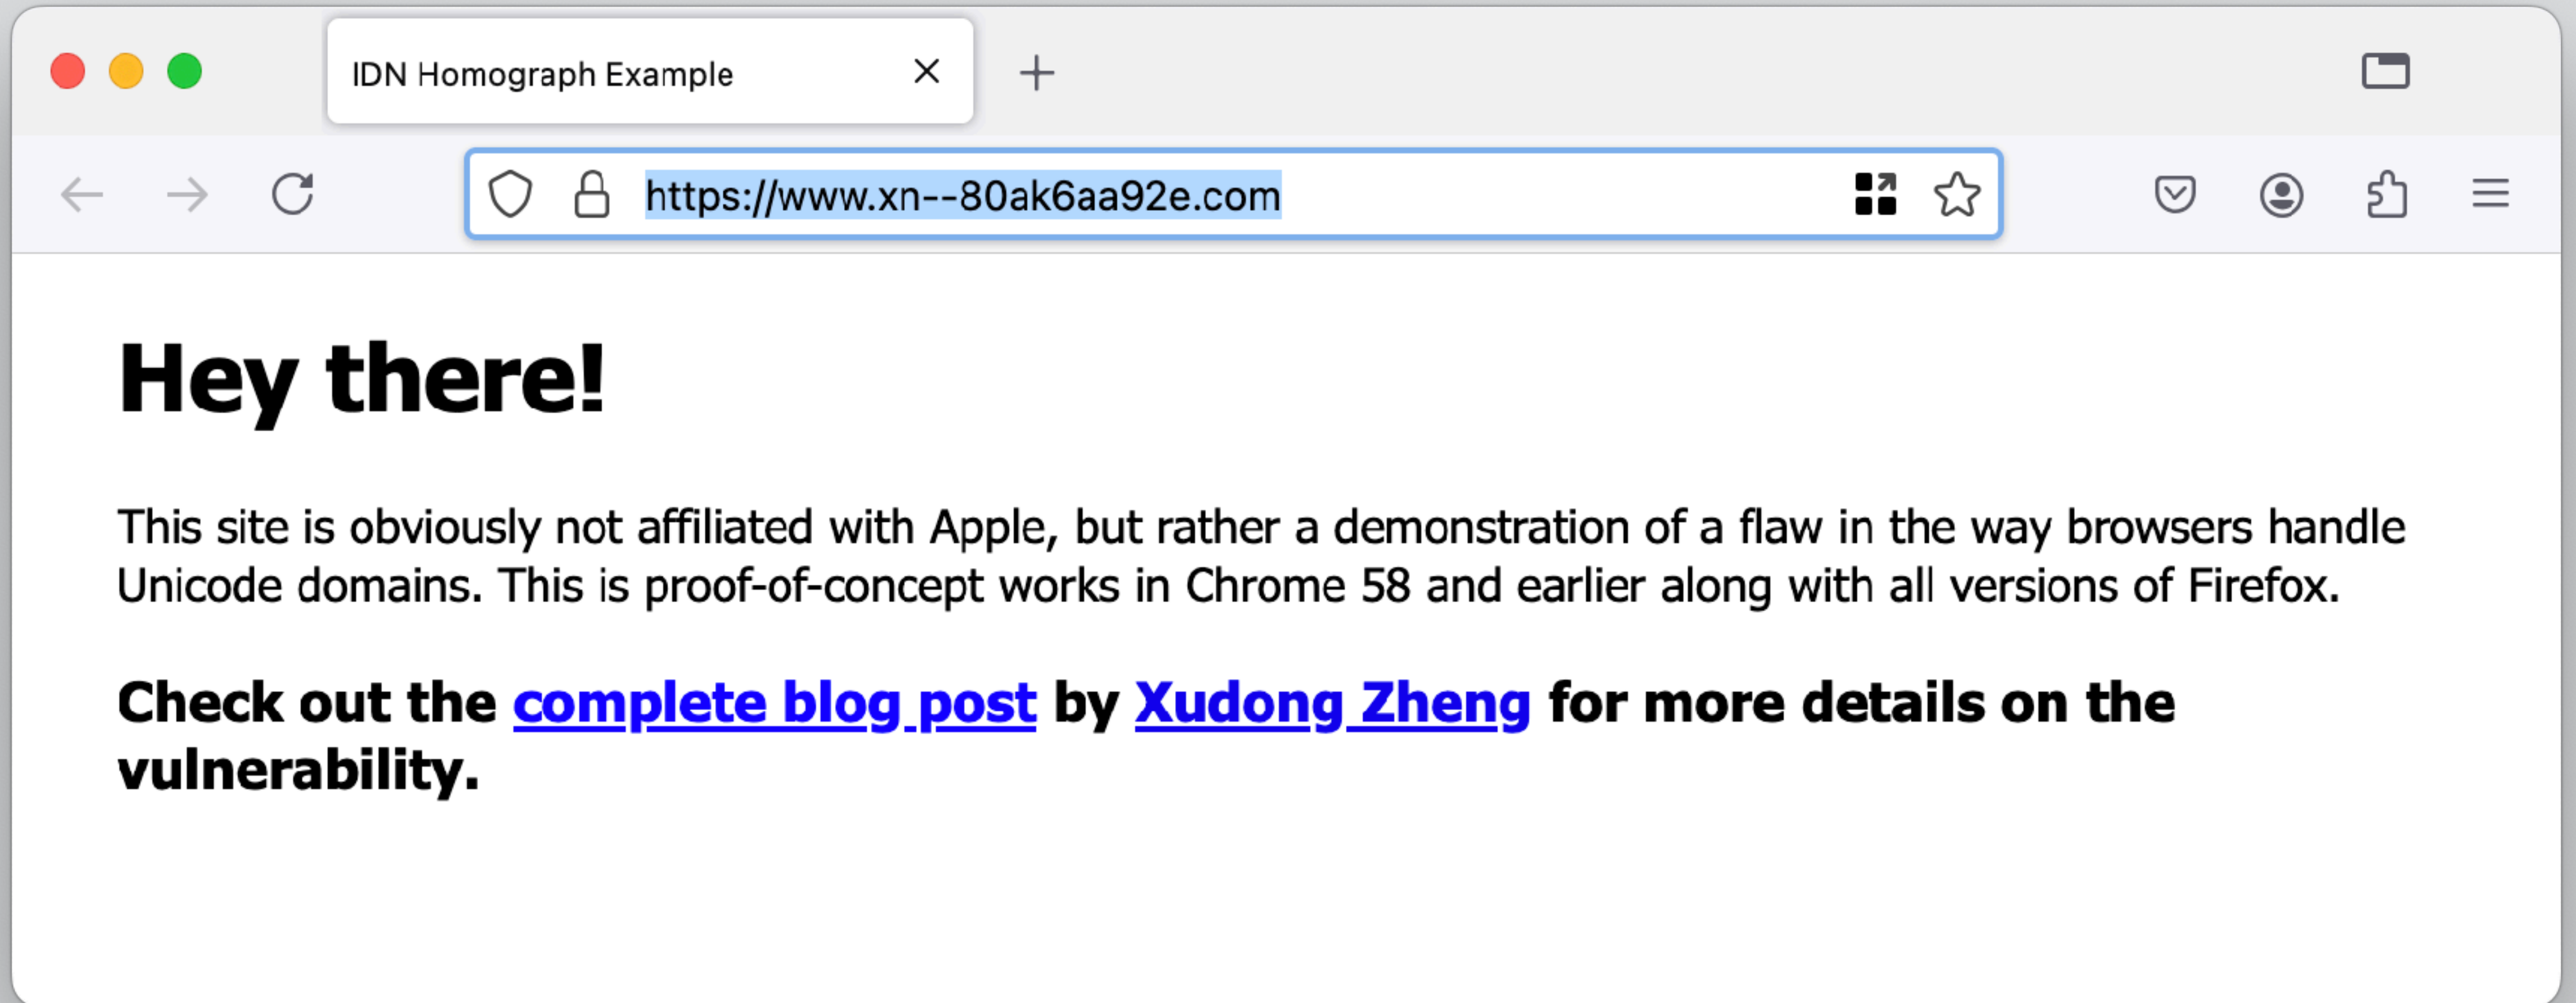 IDN Homograph Example
https://www.xn--80ak6aa92e.com
Hey there!
This site is obviously not affiliated with Apple, but rather a demonstration of a flaw in the way browsers handle
Unicode domains. This is proof-of-concept works in Chrome 58 and earlier along with all versions of Firefox.
Check out the complete blog post by Xudong Zheng for more details on the
vulnerability.